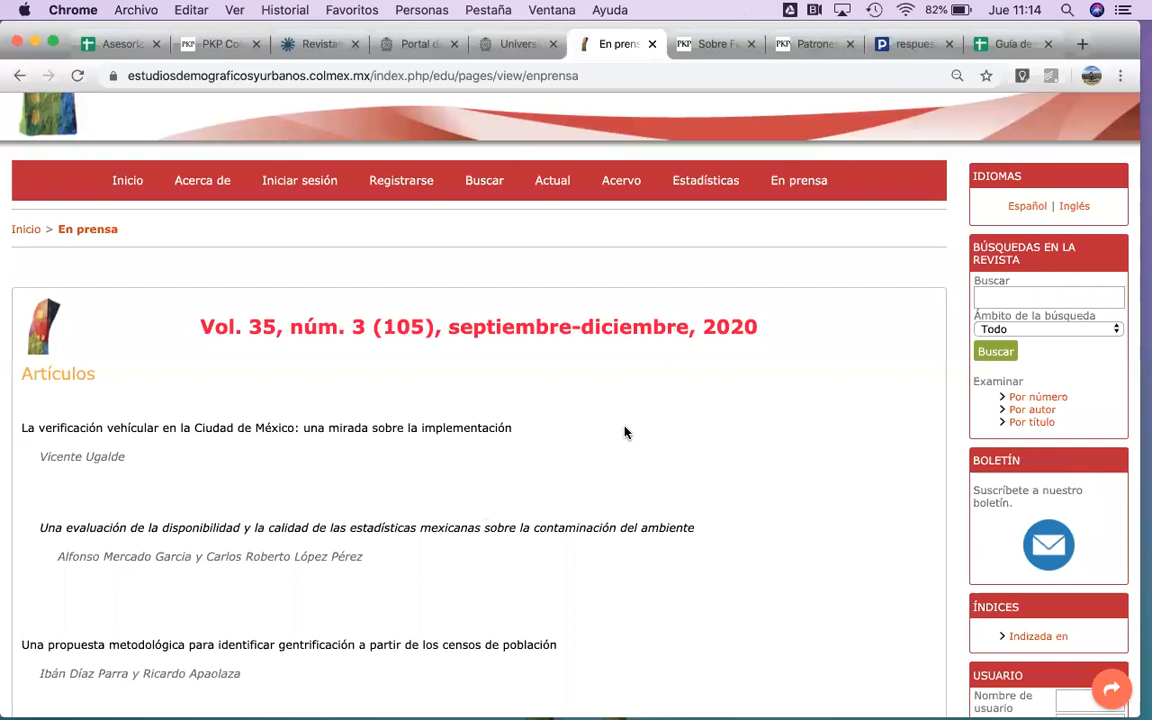 Chrome Archivo Editar Ver Historial Favoritos Personas Pestaña Ventana Ayuda 82% Jue 11:14
Asesoría PKP Co Revista Portal d Univers En prens PKP Sobre F PKP Patrone respues Guía de
estudiosdemograficosyurbanos.colmex.mx/index.php/edu/pages/view/enprensa
Inicio Acerca de Iniciar sesión Registrarse Buscar Actual Acervo Estadísticas En prensa
Inicio > En prensa
Vol. 35, núm. 3 (105), septiembre-diciembre, 2020
Artículos
La verificación vehícular en la Ciudad de México: una mirada sobre la implementación
Vicente Ugalde
Una evaluación de la disponibilidad y la calidad de las estadísticas mexicanas sobre la contaminación del ambiente
Alfonso Mercado Garcia y Carlos Roberto López Pérez
Una propuesta metodológica para identificar gentrificación a partir de los censos de población
Ibán Díaz Parra y Ricardo Apaolaza
IDIOMAS
Español | Inglés
BÚSQUEDAS EN LA
REVISTA
Buscar
Ámbito de la búsqueda
Todo
Buscar
Examinar
Por número
Por autor
Por título
BOLETÍN
Suscríbete a nuestro
boletín.
ÍNDICES
Indizada en
USUARIO
Nombre de
usuario